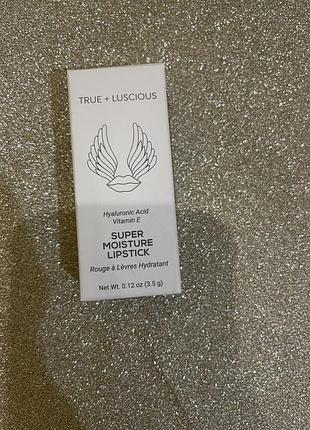 TRUE + LUSCIOUS
Hyaluronic Acid
Vitamin E
SUPER
MOISTURE
LIPSTICK
Rouge à Lèvres Hydratant
Net Wt. 0.12 oz (3.5 g)